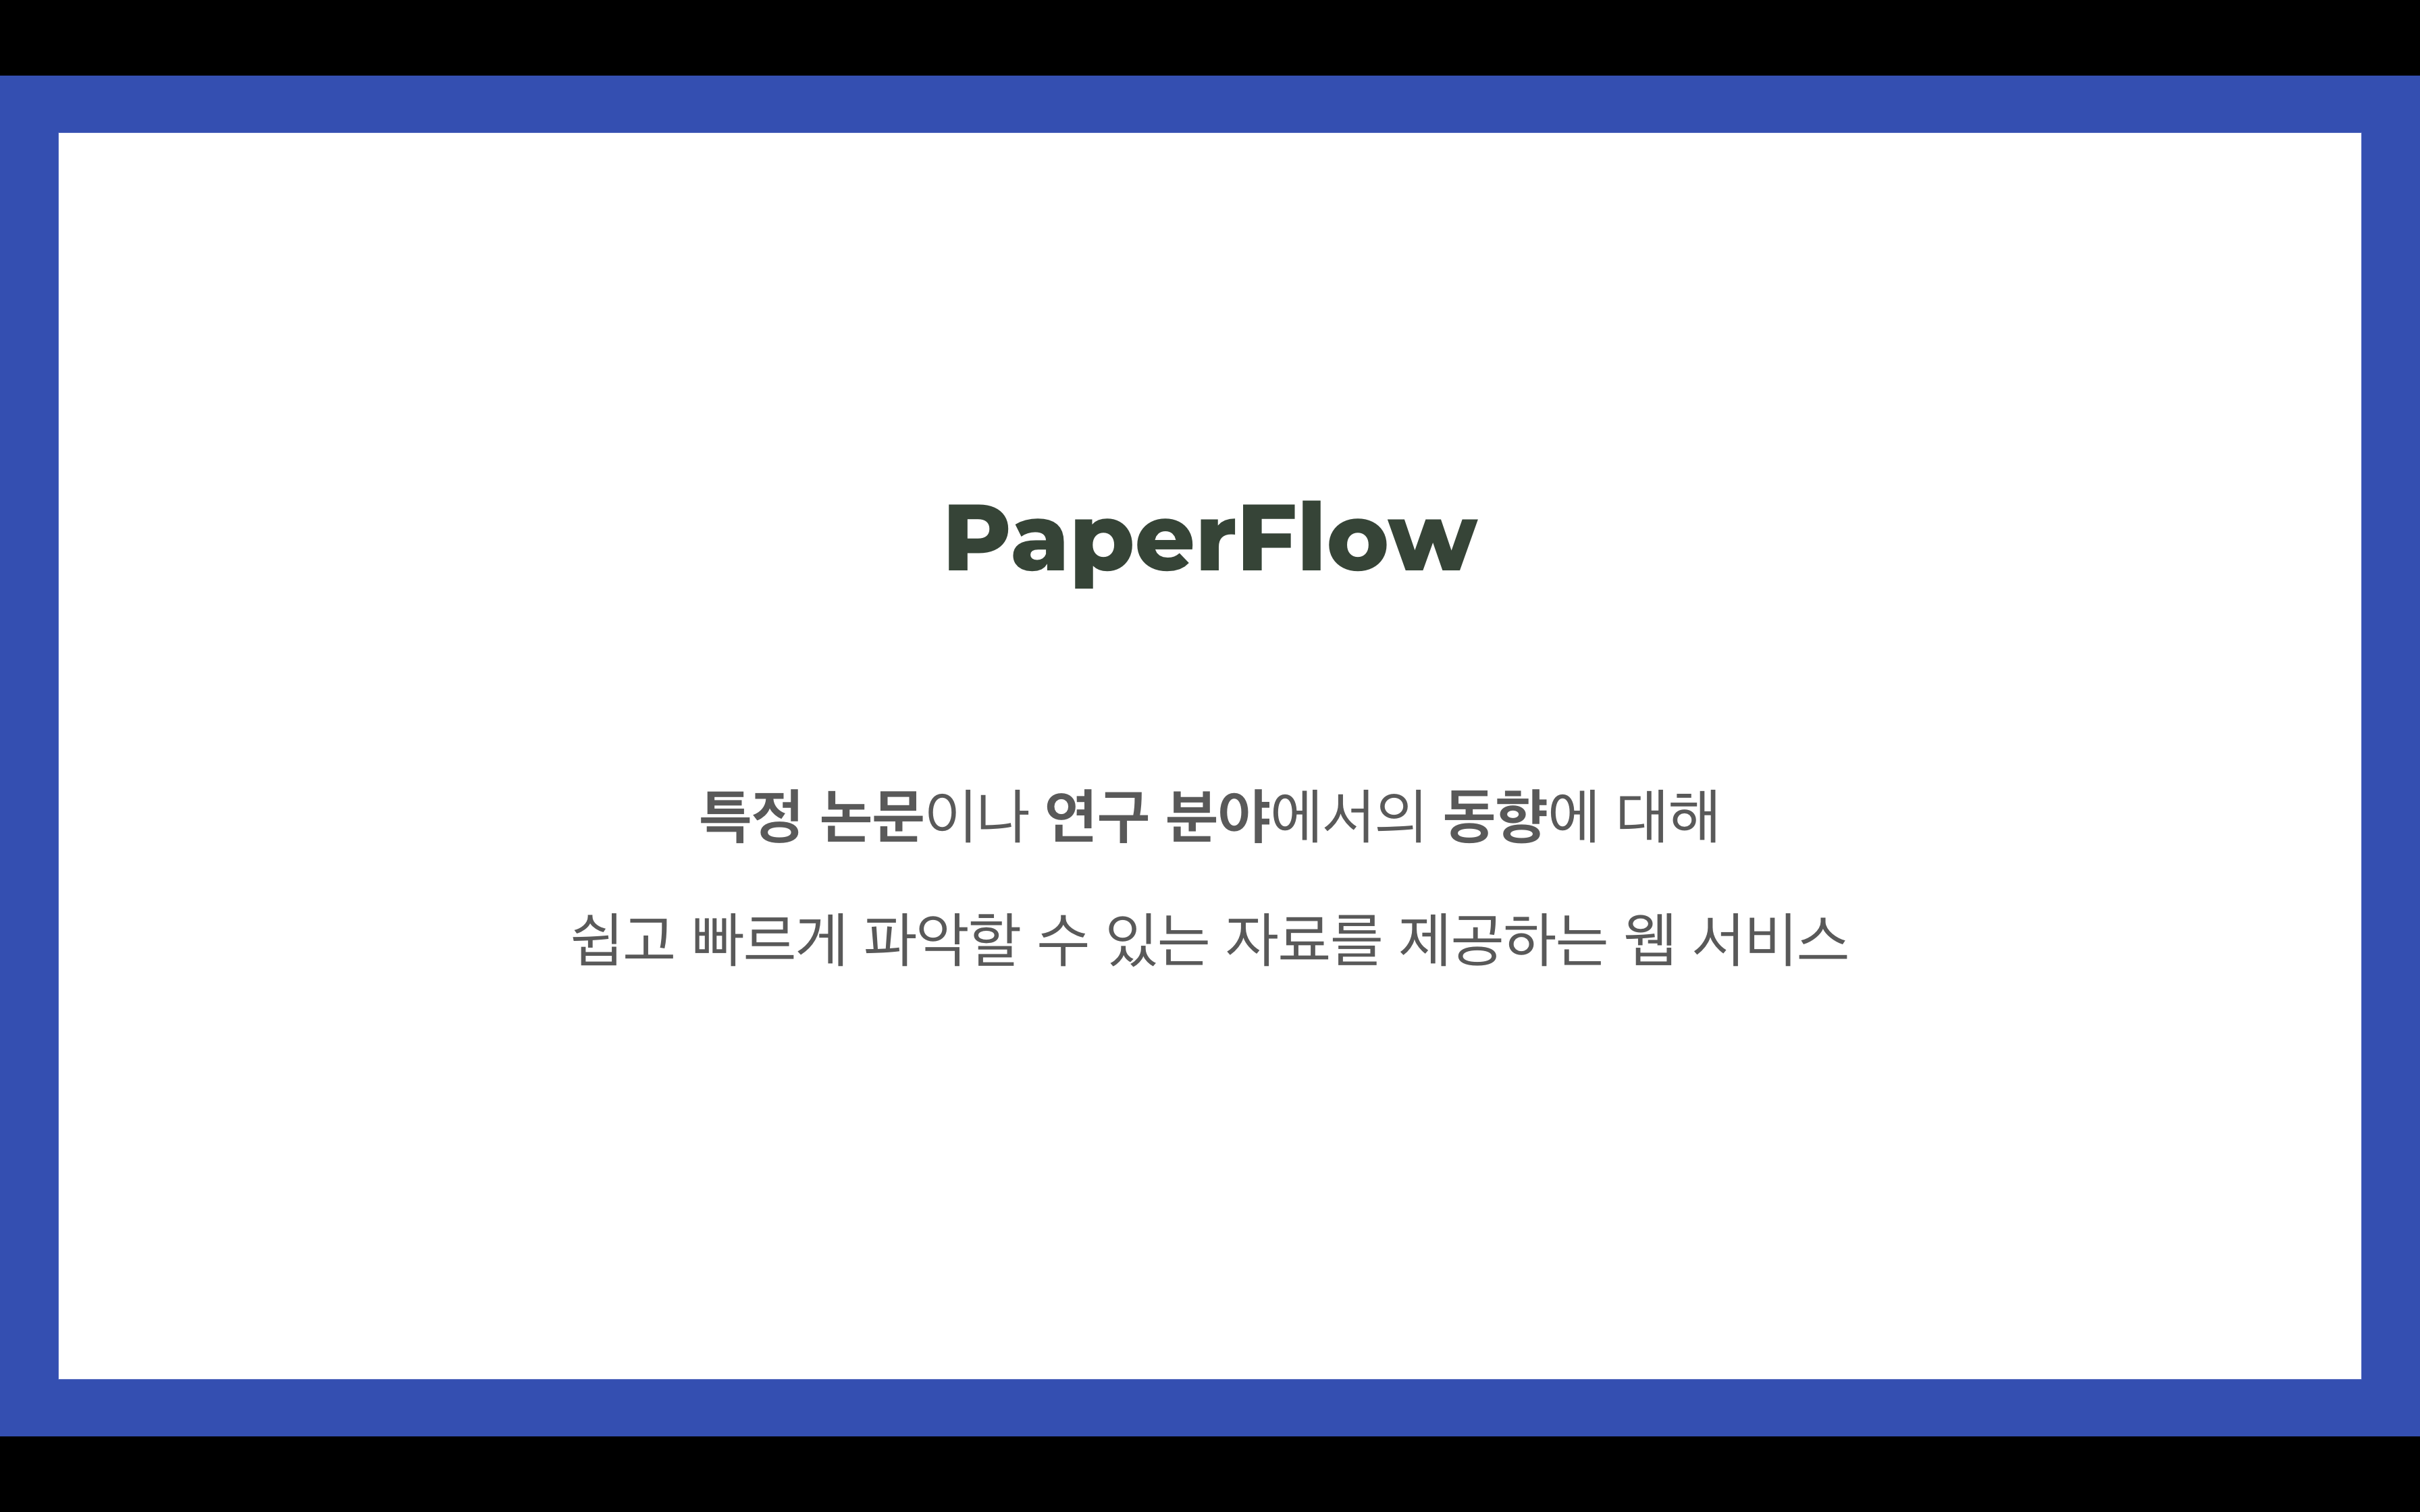 PaperFlow
특정 논문이나 연구 분야에서의 동향에 대해
쉽고 빠르게 파악할 수 있는 자료를 제공하는 웹 서비스